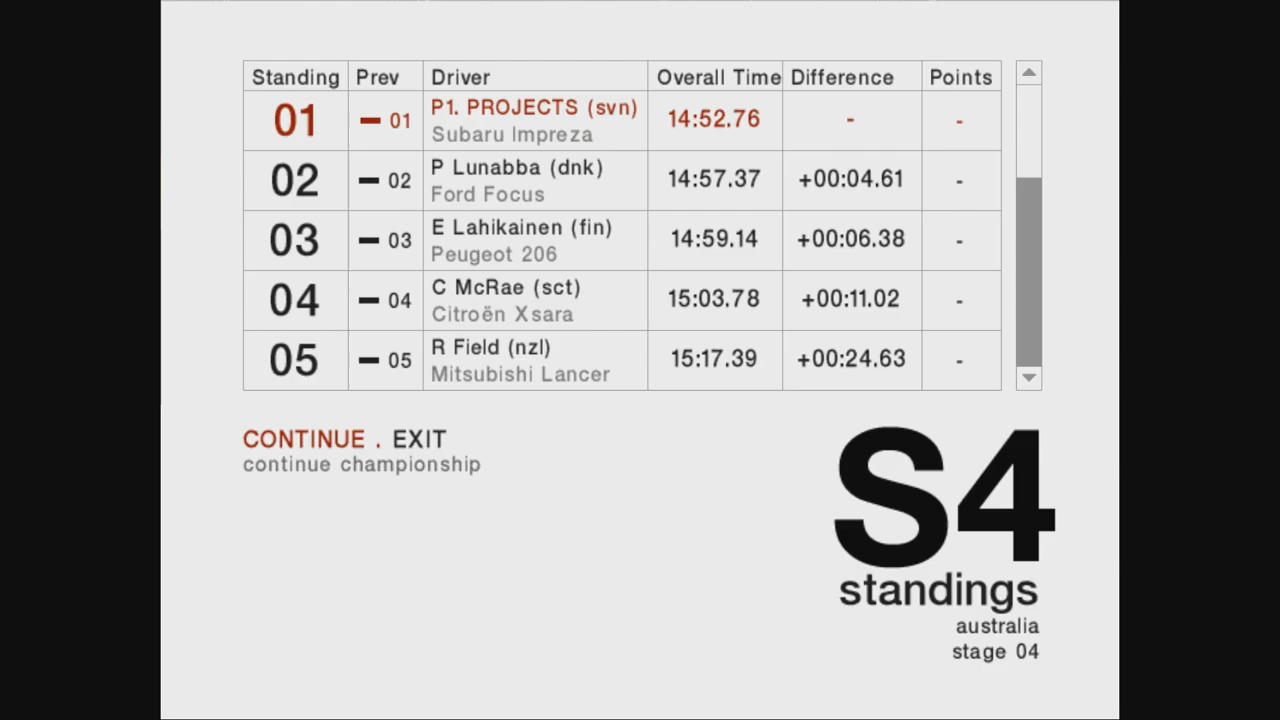 Standing Prev Driver Overall Time Difference Points
01 – 01 P1. PROJECTS (svn) 14:52.76 - -
Subaru Impreza
02 – 02 P Lunabba (dnk) 14:57.37 +00:04.61 -
Ford Focus
03 – 03 E Lahikainen (fin) 14:59.14 +00:06.38 -
Peugeot 206
04 – 04 C McRae (sct) 15:03.78 +00:11.02 -
Citroën Xsara
05 – 05 R Field (nzl) 15:17.39 +00:24.63 -
Mitsubishi Lancer
CONTINUE . EXIT
continue championship
S4
standings
australia
stage 04